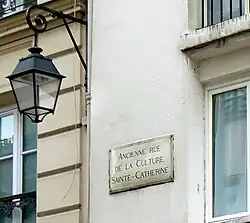 ANCIENNE RUE
DE LA CULTURE
SAINTE-CATHERINE